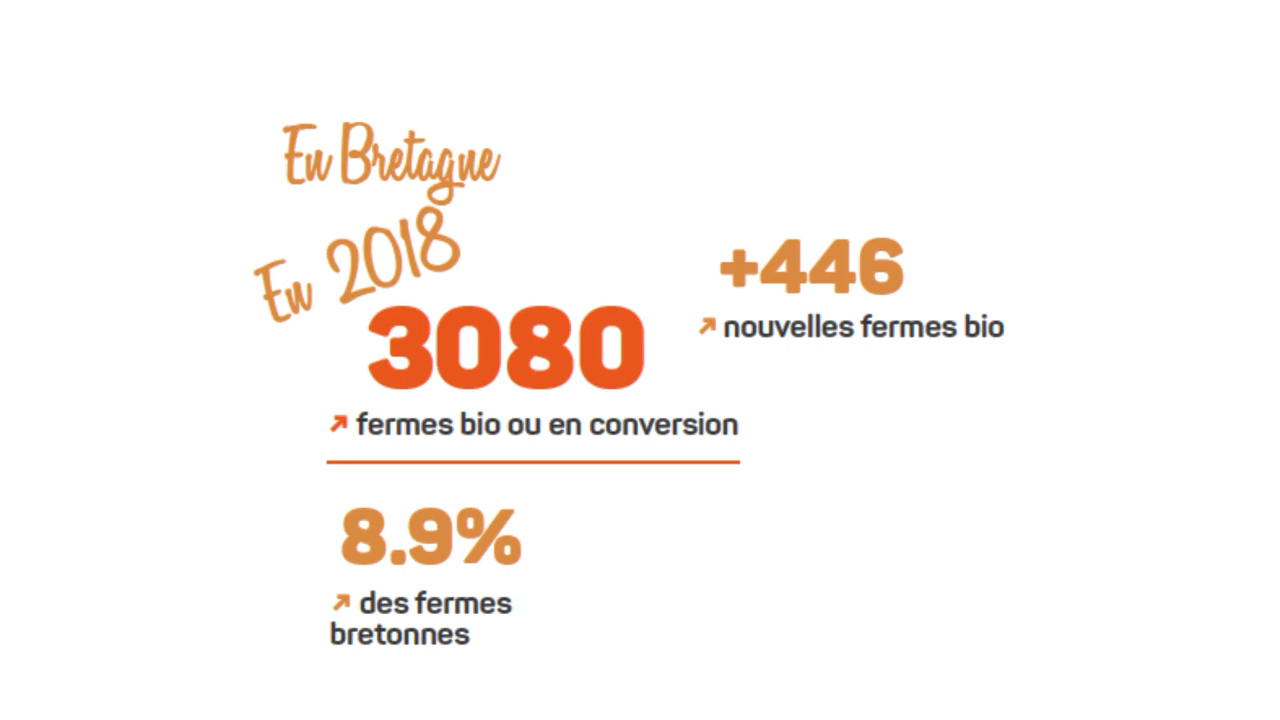 En Bretagne
En 2018
3080
fermes bio ou en conversion
+446
nouvelles fermes bio
8.9%
des fermes
bretonnes